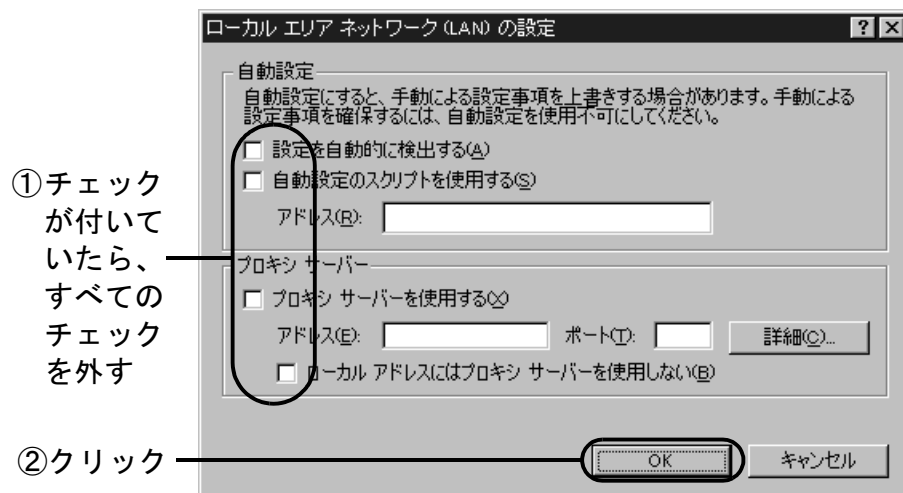 ローカル エリア ネットワーク (LAN) の設定
自動設定
自動設定にすると、手動による設定事項を上書きする場合があります。手動による
設定事項を確保するには、自動設定を使用不可にしてください。
設定を自動的に検出する(A)
自動設定のスクリプトを使用する(S)
アドレス(R):
①チェック
が付いて
いたら、
すべての
チェック
を外す
プロキシ サーバー
プロキシ サーバーを使用する(X)
アドレス(E): ポート(T): 詳細(C)...
ローカル アドレスにはプロキシ サーバーを使用しない(B)
②クリック
OK キャンセル